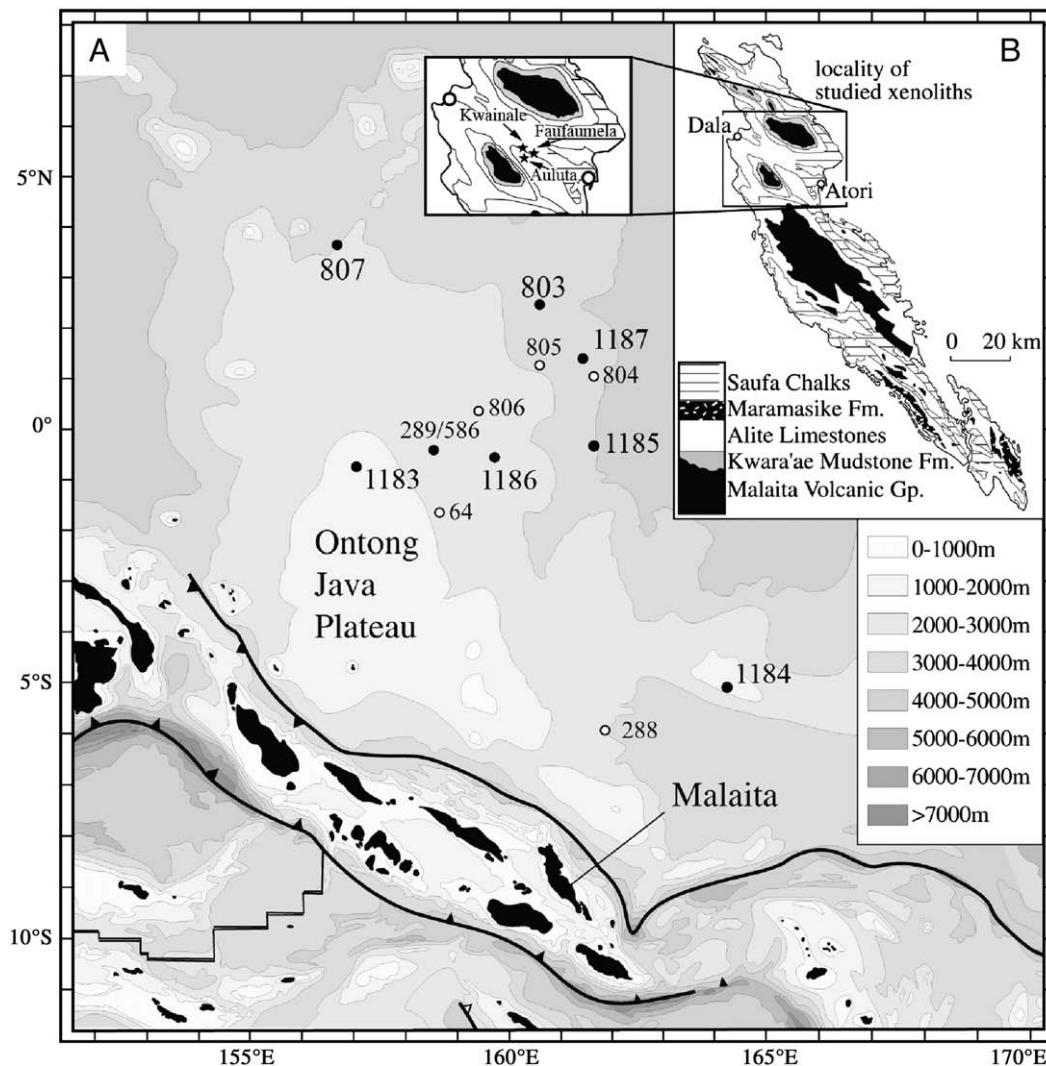 A
B
locality of
studied xenoliths
Kwainale
Faufaumela
Auluta
Dala
Atori
0 20 km
Saufa Chalks
Maramasike Fm.
Alite Limestones
Kwara'ae Mudstone Fm.
Malaita Volcanic Gp.
5°N
0°
5°S
10°S
807
803
1187
805
804
806
289/586
1185
1183
1186
64
Ontong
Java
Plateau
1184
288
Malaita
0-1000m
1000-2000m
2000-3000m
3000-4000m
4000-5000m
5000-6000m
6000-7000m
>7000m
155°E
160°E
165°E
170°E